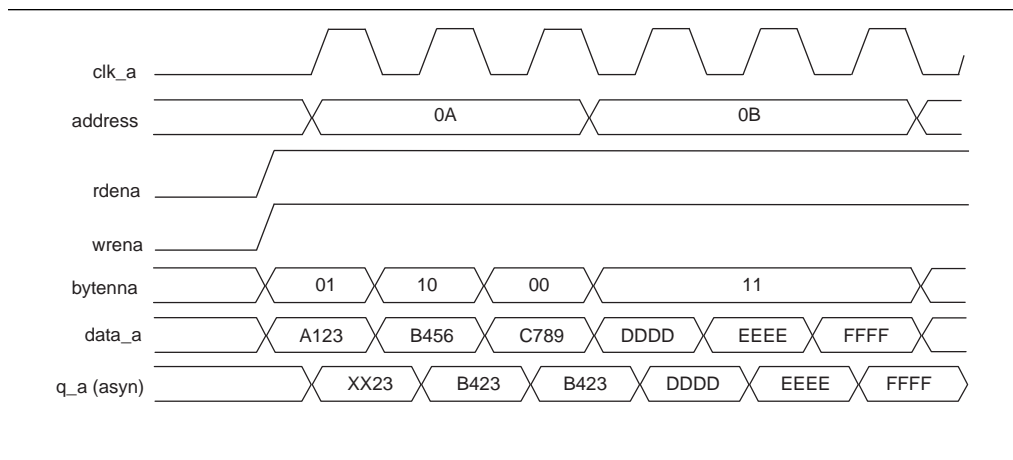 clk_a
address 0A 0B
rdena
wrena
bytenna 01 10 00 11
data_a A123 B456 C789 DDDD EEEE FFFF
q_a (asyn) XX23 B423 B423 DDDD EEEE FFFF